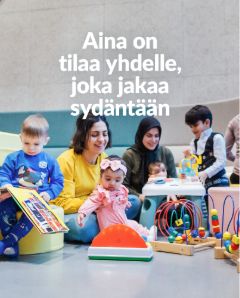 Aina on
tilaa yhdelle,
joka jakaa
sydäntään